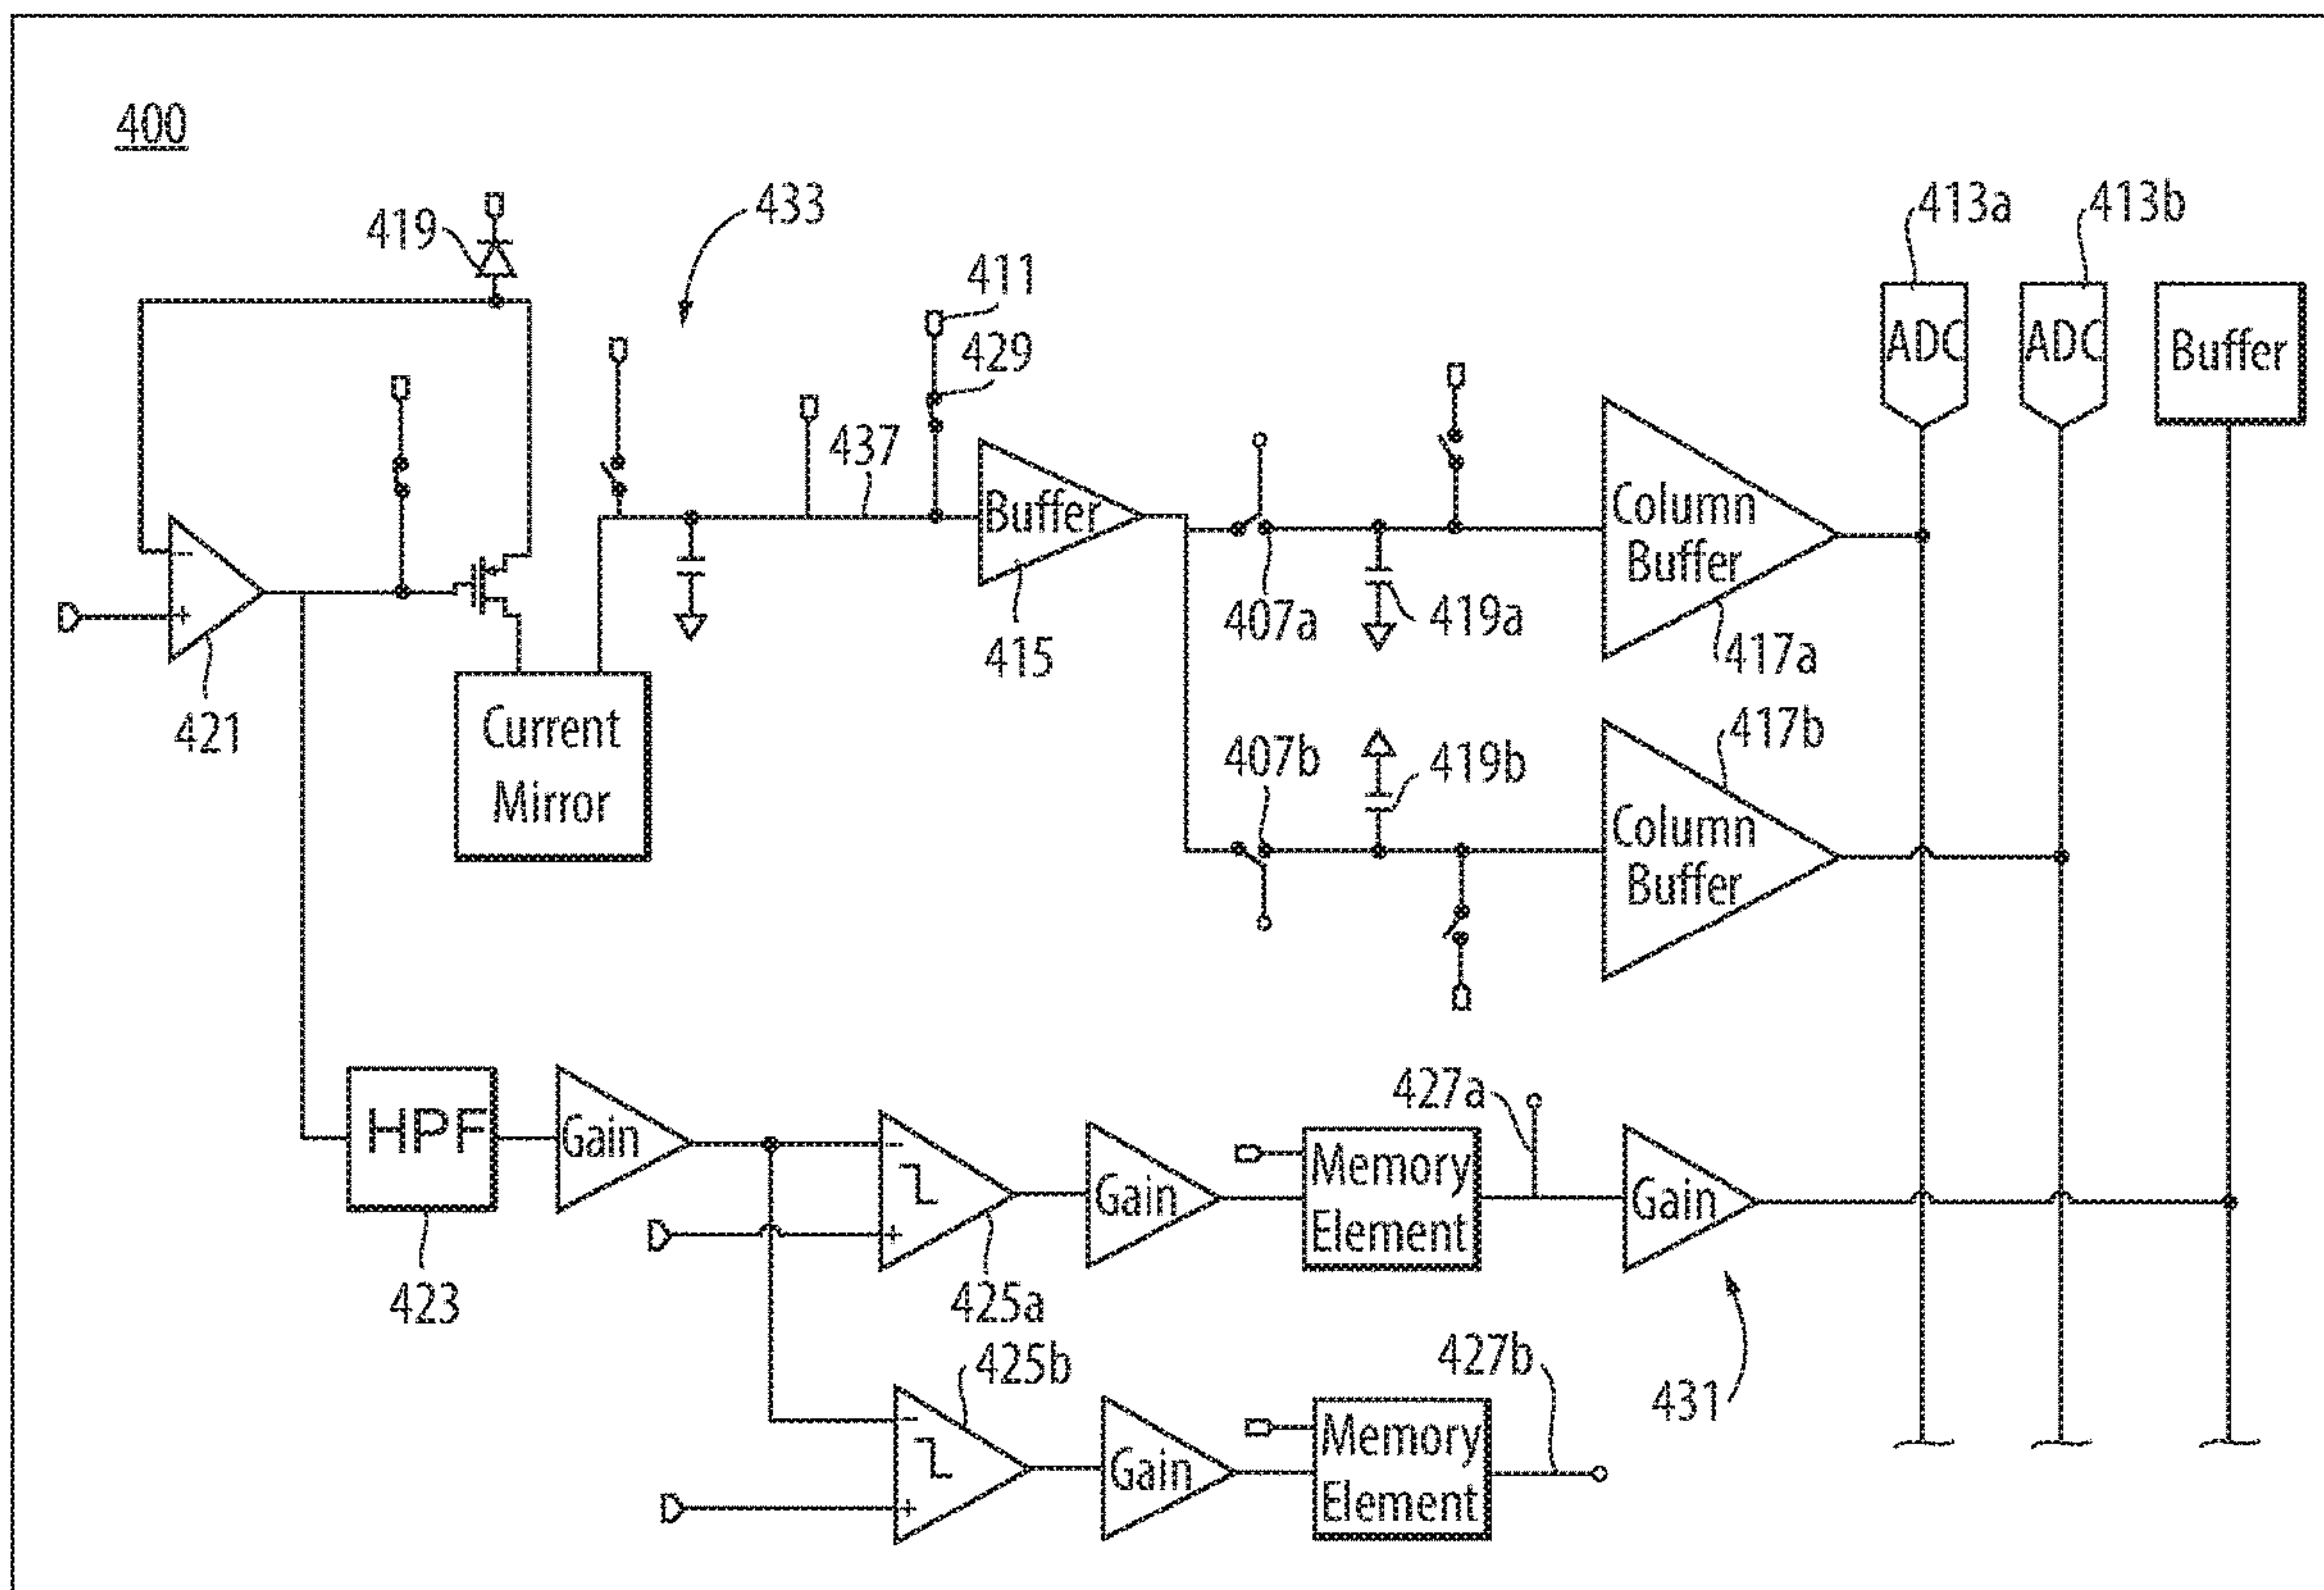 400
419
433
411
429
413a
413b
ADC
ADC
Buffer
437
Buffer
415
407a
419a
Column
Buffer
417a
-
+
421
Current
Mirror
407b
419b
417b
Column
Buffer
HPF
423
Gain
-
+
425a
Gain
Memory
Element
427a
Gain
431
425b
-
+
Gain
Memory
Element
427b